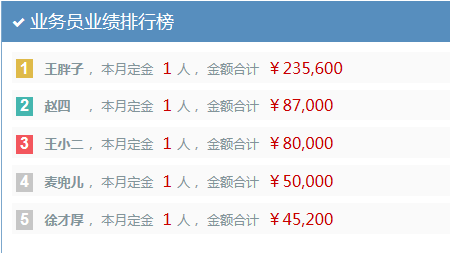 业务员业绩排行榜
1 王胖子 ，本月定金 1 人 ，金额合计 ￥235,600
2 赵四 ，本月定金 1 人 ，金额合计 ￥87,000
3 王小二 ，本月定金 1 人 ，金额合计 ￥80,000
4 麦兜儿 ，本月定金 1 人 ，金额合计 ￥50,000
5 徐才厚 ，本月定金 1 人 ，金额合计 ￥45,200